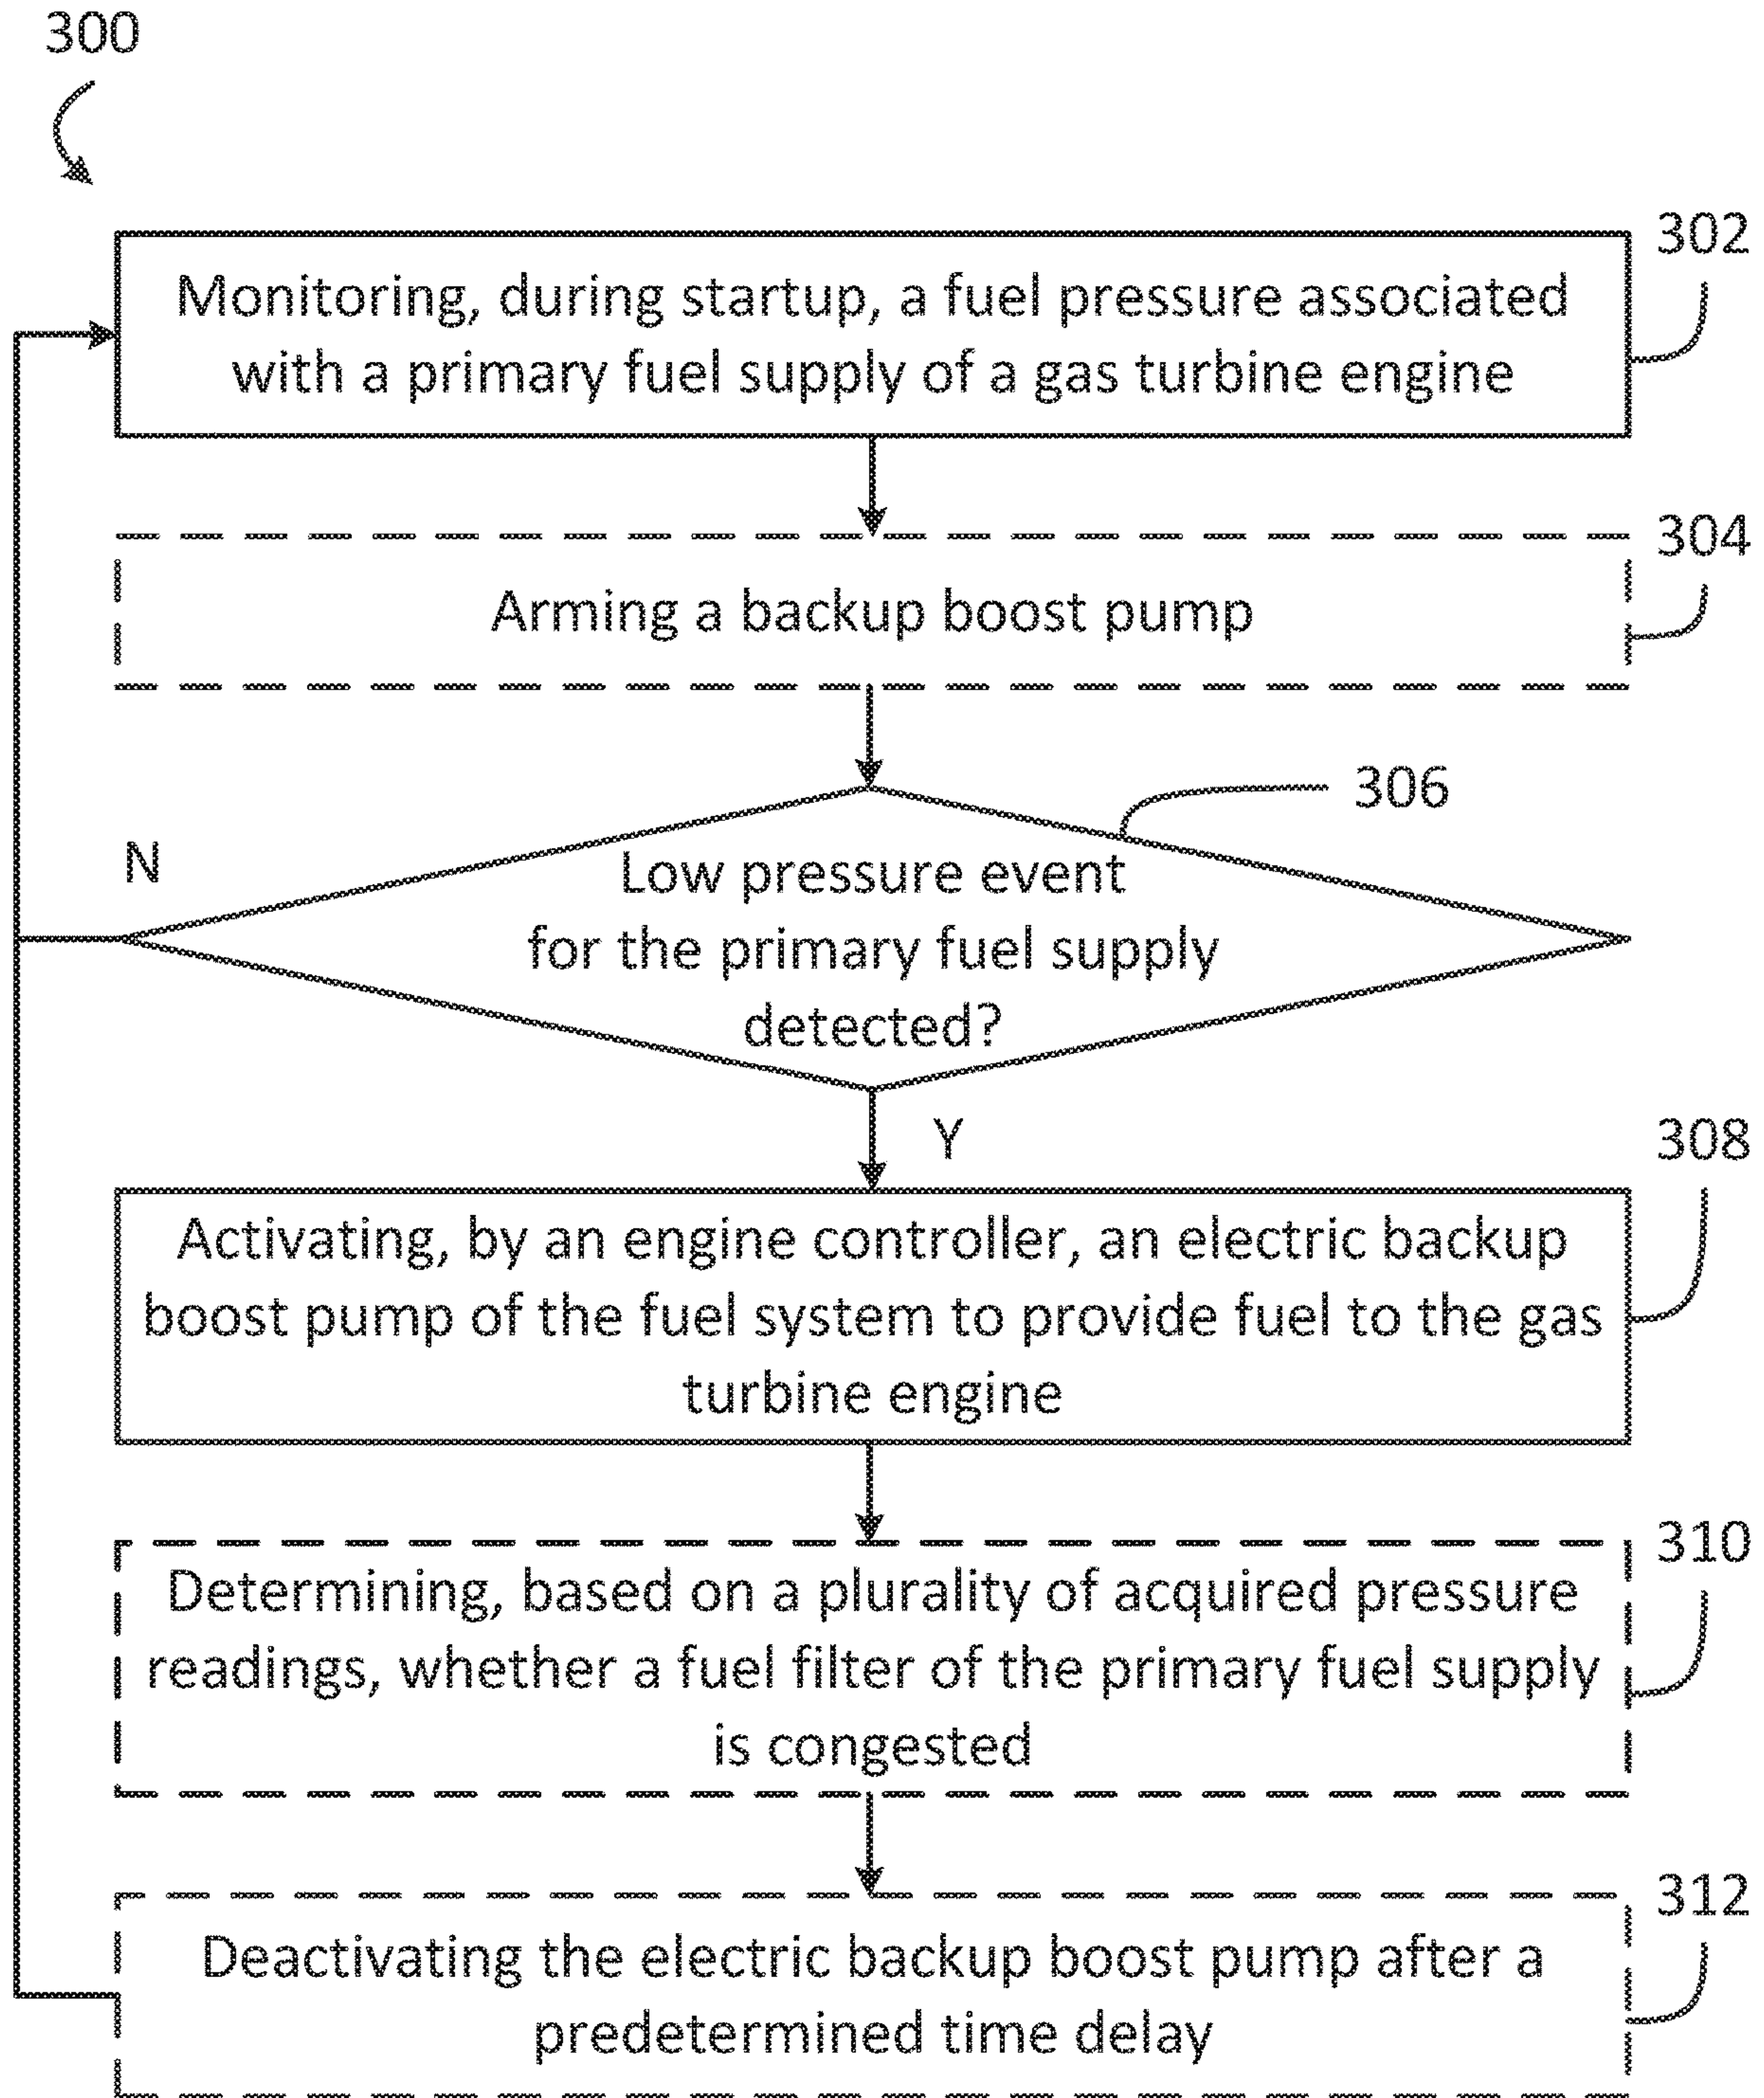 300
302
Monitoring, during startup, a fuel pressure associated
with a primary fuel supply of a gas turbine engine
304
Arming a backup boost pump
306
N
Low pressure event
for the primary fuel supply
detected?
Y
308
Activating, by an engine controller, an electric backup
boost pump of the fuel system to provide fuel to the gas
turbine engine
310
Determining, based on a plurality of acquired pressure
readings, whether a fuel filter of the primary fuel supply
is congested
312
Deactivating the electric backup boost pump after a
predetermined time delay